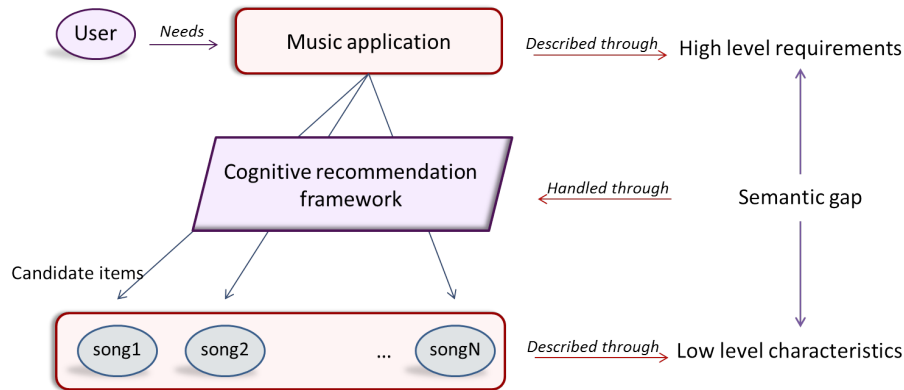 User
Needs
Music application
Described through
High level requirements
Cognitive recommendation
framework
Handled through
Semantic gap
Candidate items
song1
song2
...
songN
Described through
Low level characteristics